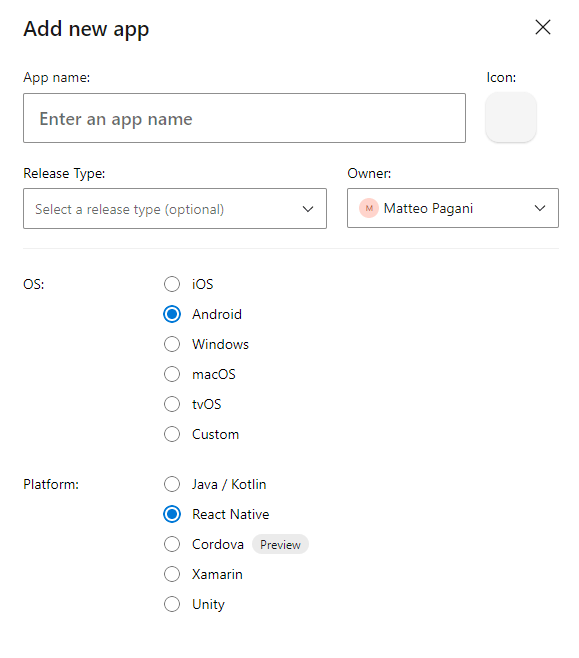 Add new app
App name:
Icon:
Enter an app name
Release Type:
Owner:
Select a release type (optional)
M Matteo Pagani
OS:
iOS
Android
Windows
macOS
tvOS
Custom
Platform:
Java / Kotlin
React Native
Cordova Preview
Xamarin
Unity